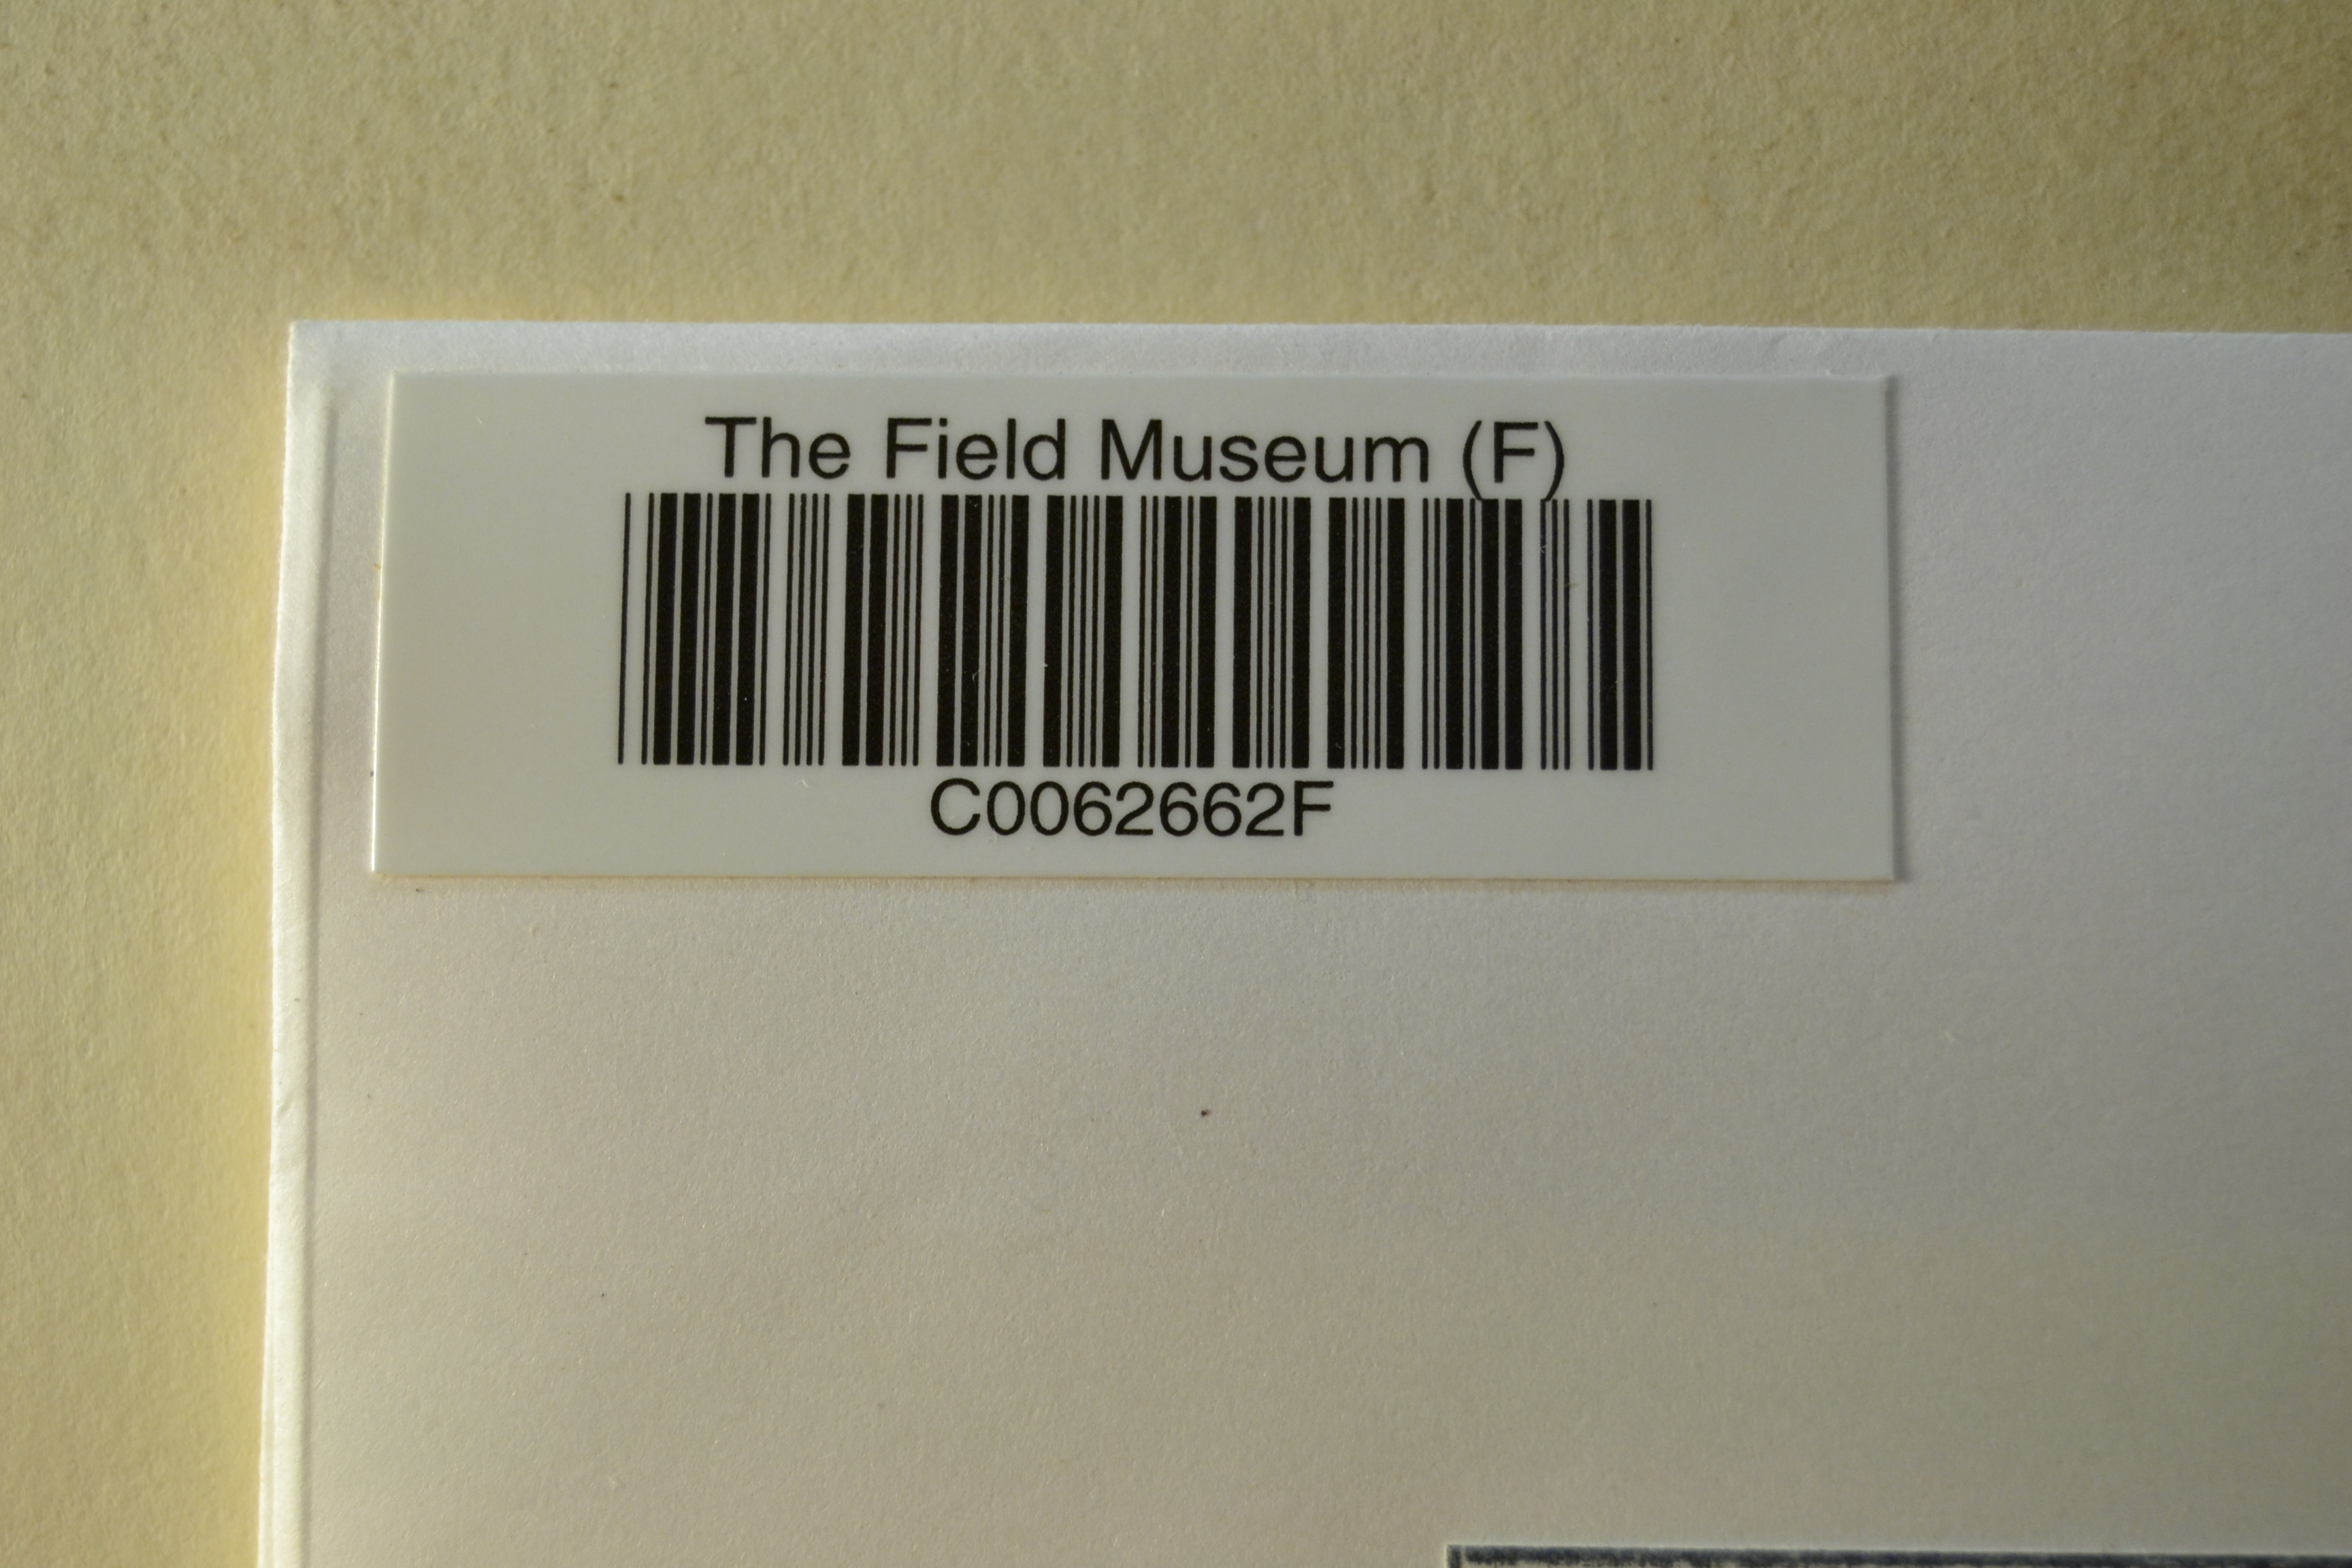 The Field Museum (F)
C0062662F